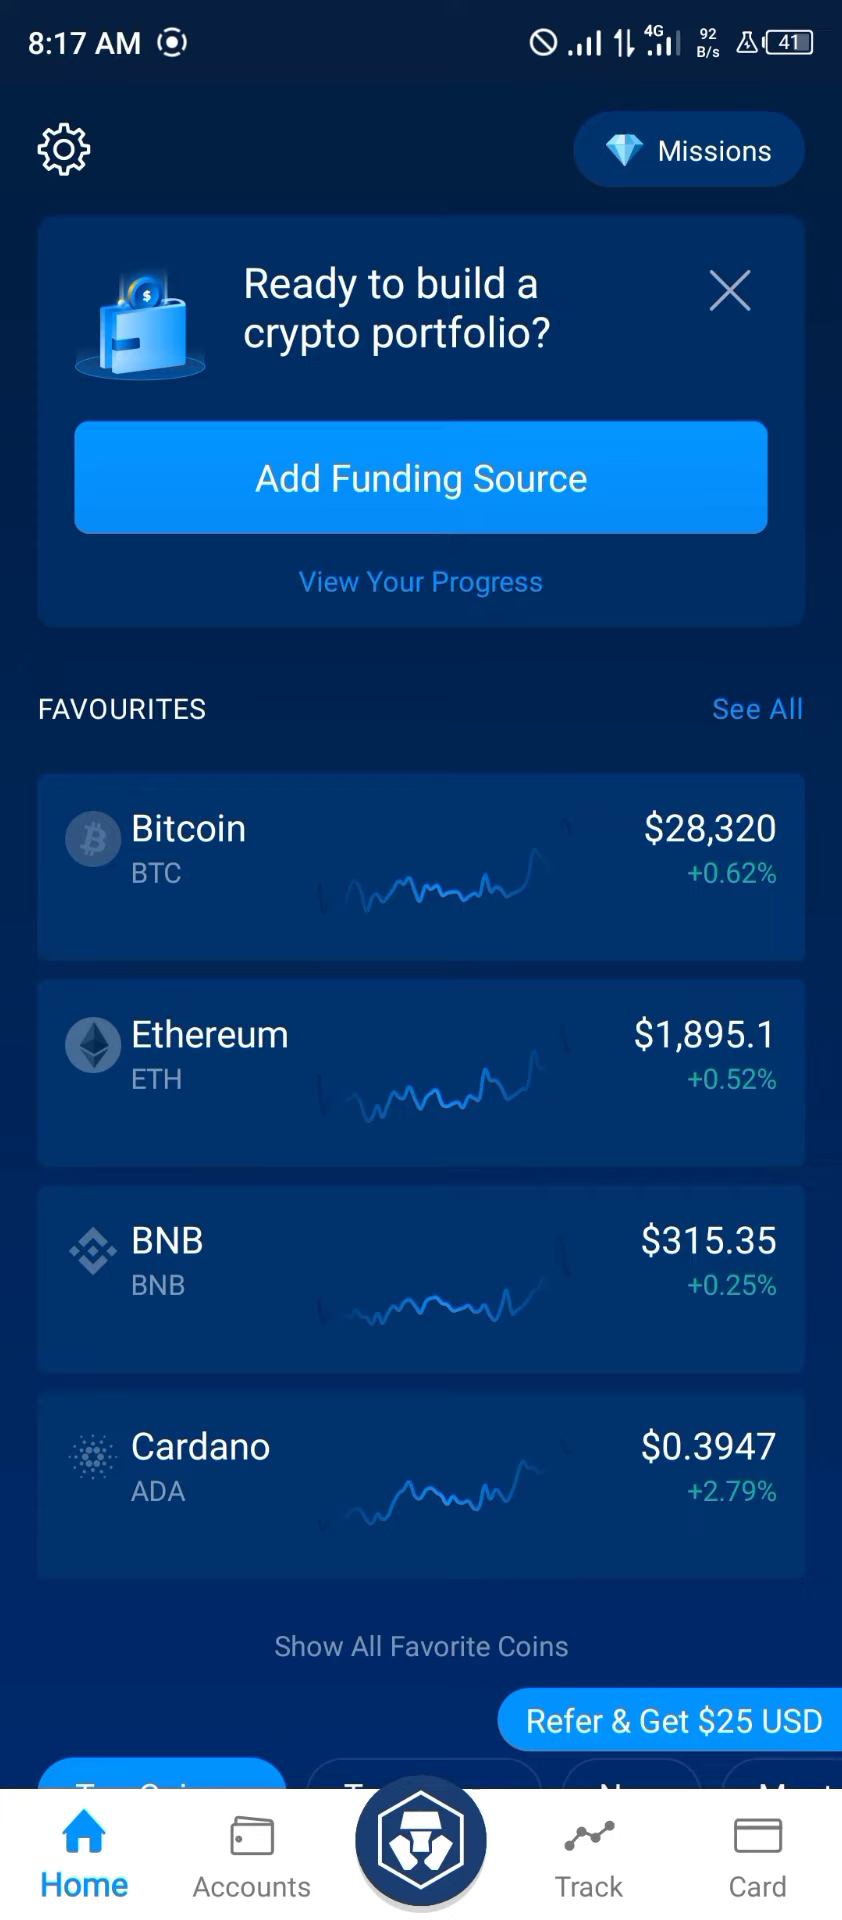 8:17 AM
4G
92
B/s
41
Missions
Ready to build a
crypto portfolio?
Add Funding Source
View Your Progress
FAVOURITES
See All
Bitcoin
$28,320
BTC
+0.62%
Ethereum
$1,895.1
ETH
+0.52%
BNB
$315.35
BNB
+0.25%
Cardano
$0.3947
ADA
+2.79%
Show All Favorite Coins
Refer & Get $25 USD
Home
Accounts
Track
Card